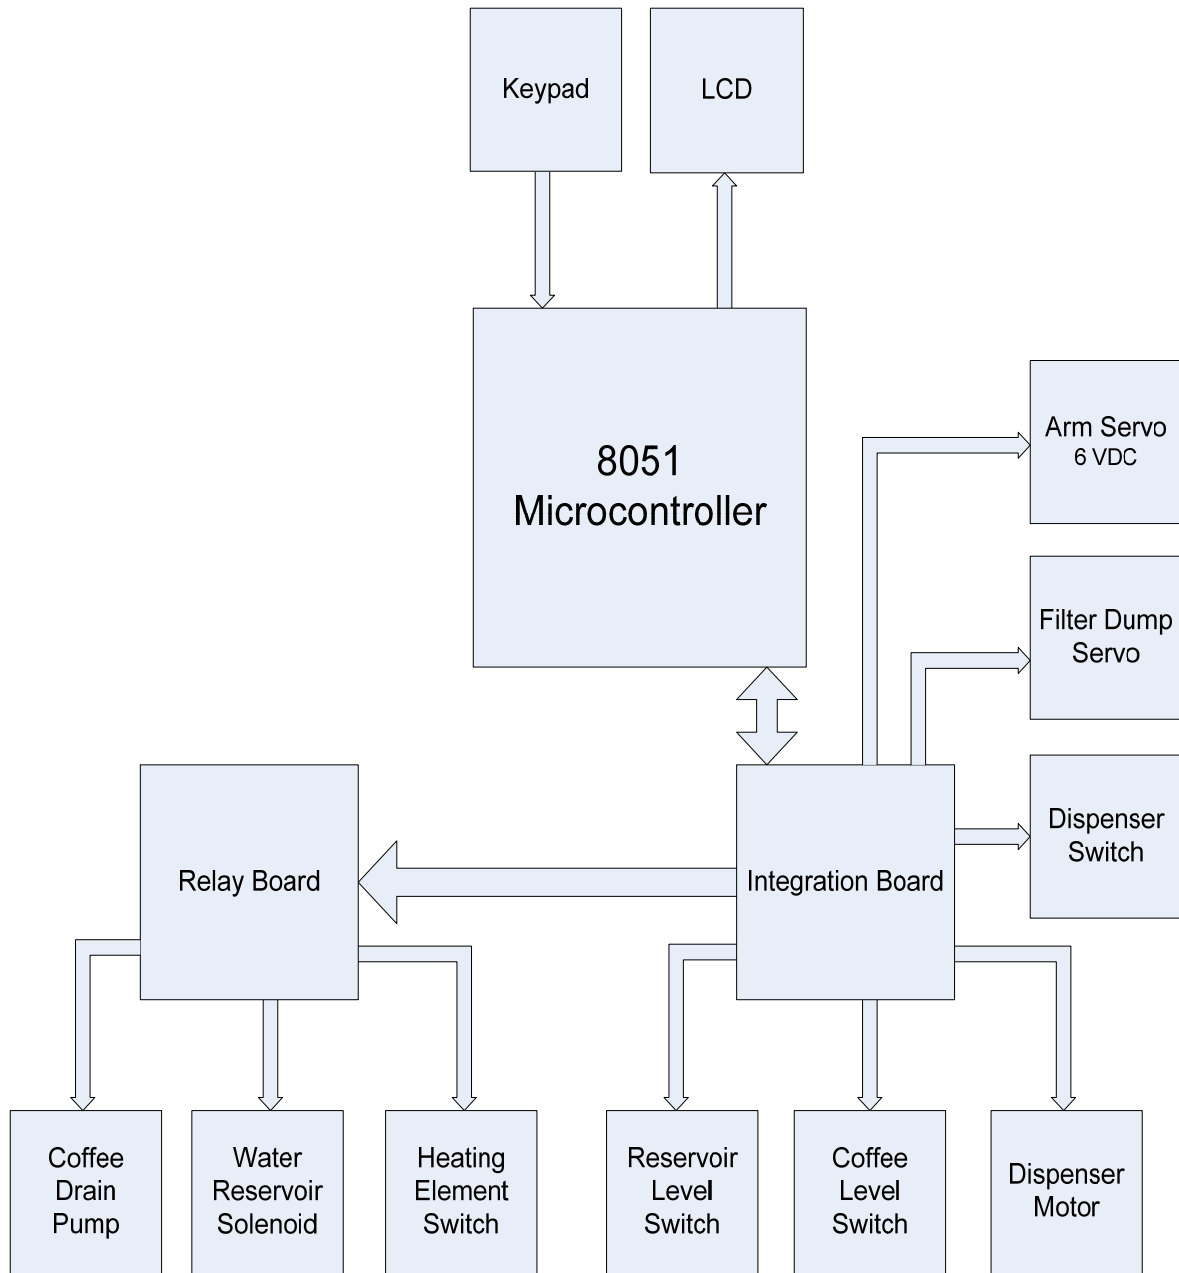 Keypad
LCD
8051
Microcontroller
Arm Servo
6 VDC
Filter Dump
Servo
Dispenser
Switch
Relay Board
Integration Board
Coffee
Drain
Pump
Water
Reservoir
Solenoid
Heating
Element
Switch
Reservoir
Level
Switch
Coffee
Level
Switch
Dispenser
Motor